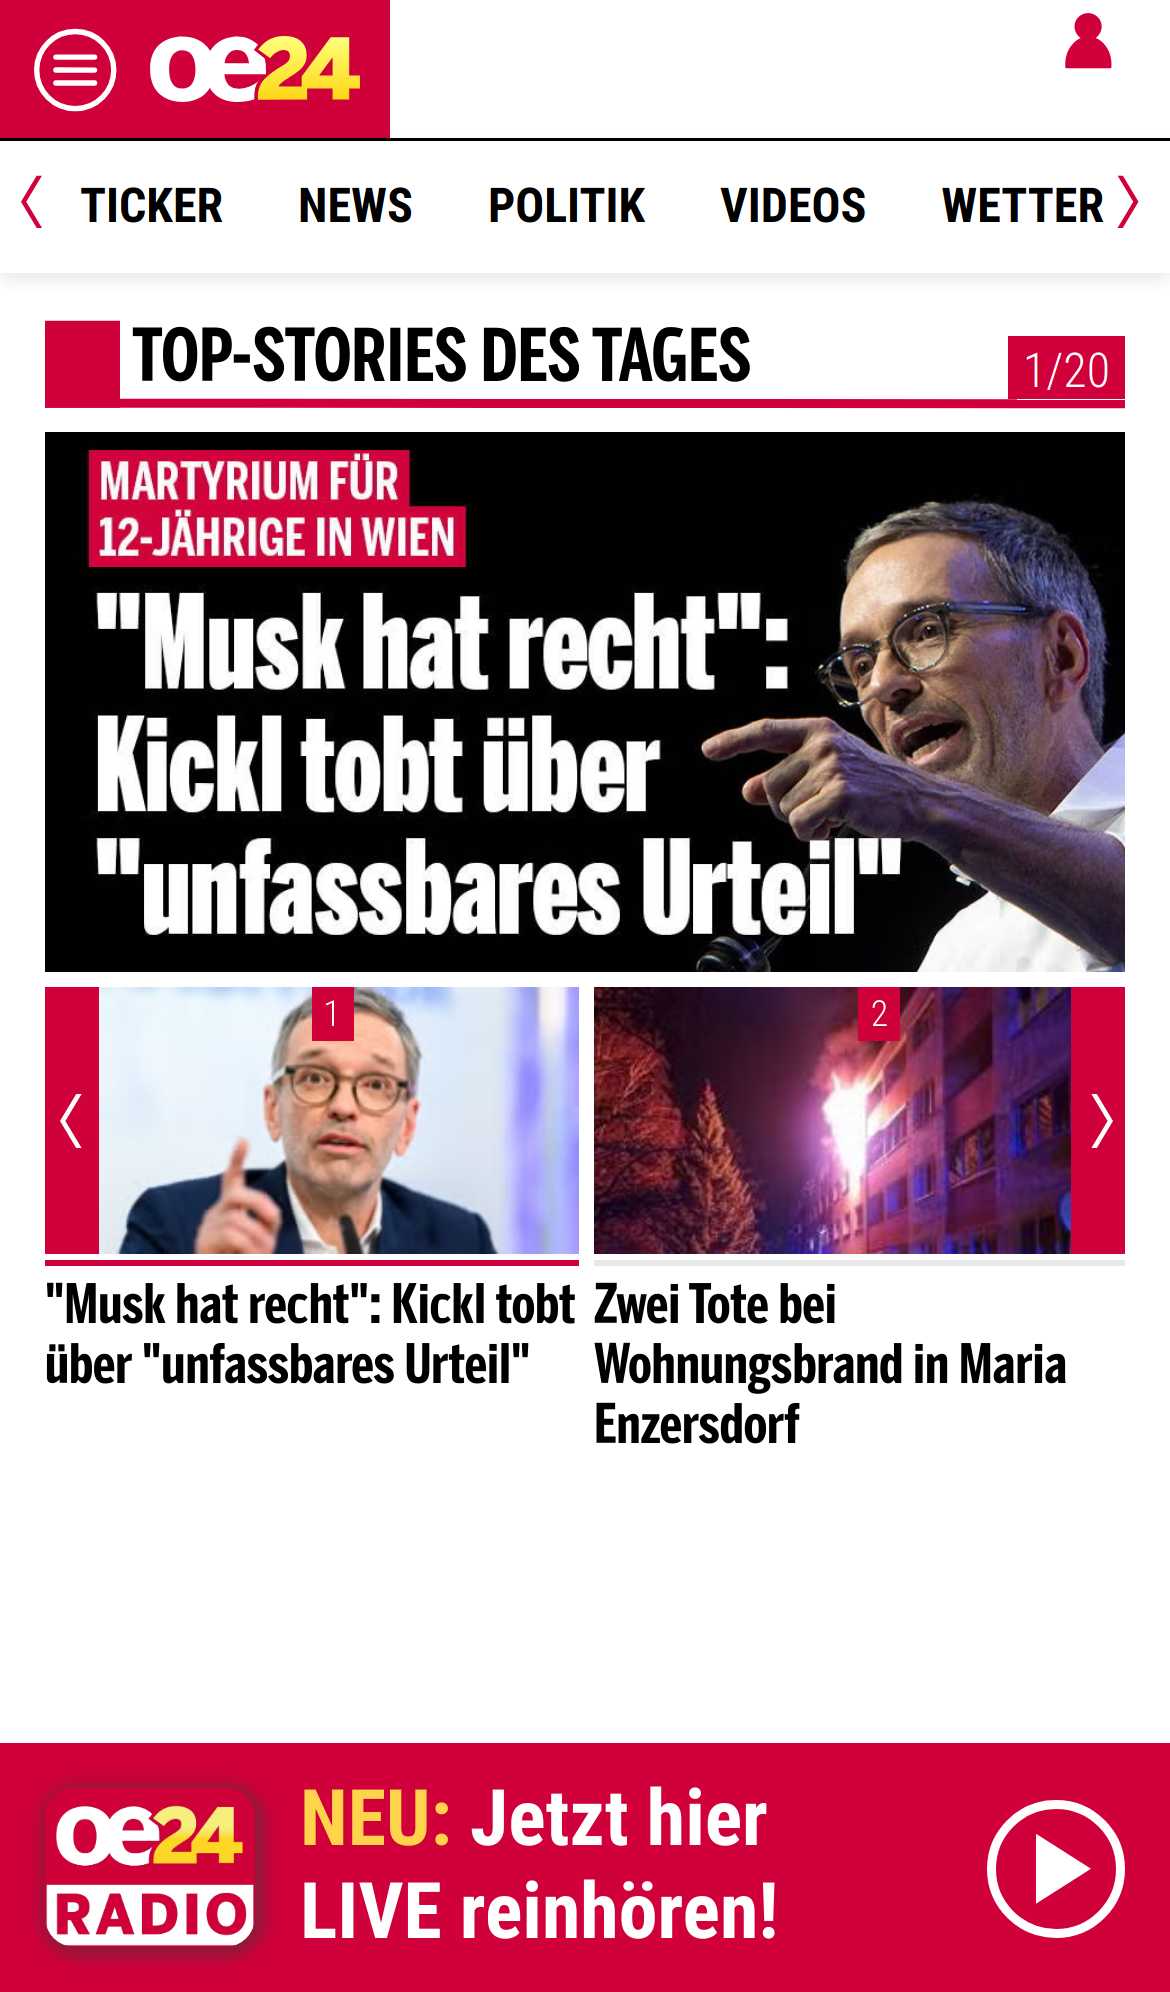 oe24
TICKER NEWS POLITIK VIDEOS WETTER
TOP-STORIES DES TAGES
1/20
MARTYRIUM FÜR
12-JÄHRIGE IN WIEN
"Musk hat recht":
Kickl tobt über
"unfassbares Urteil"
1
"Musk hat recht": Kickl tobt
über "unfassbares Urteil"
2
Zwei Tote bei
Wohnungsbrand in Maria
Enzersdorf
oe24
RADIO
NEU: Jetzt hier
LIVE reinhören!